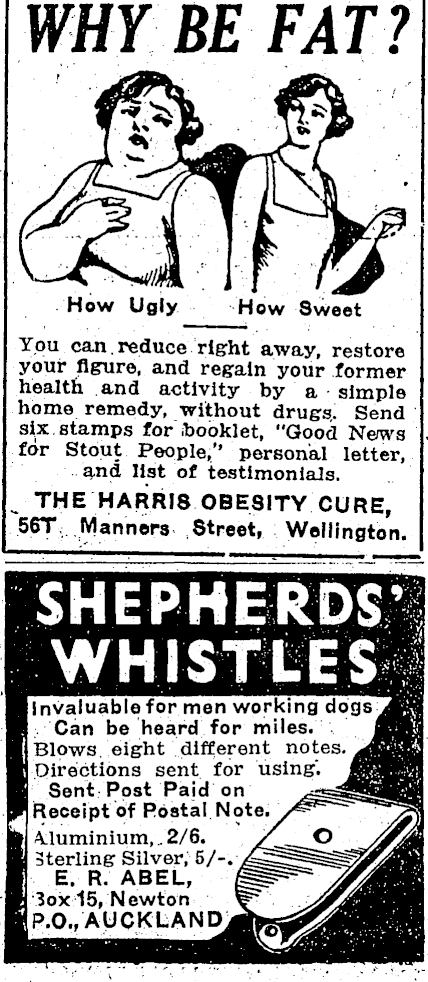 WHY BE FAT?
How Ugly How Sweet
You can reduce right away, restore
your figure, and regain your former
health and activity by a simple
home remedy, without drugs. Send
six stamps for booklet, "Good News
for Stout People," personal letter,
and list of testimonials.
THE HARRIS OBESITY CURE,
56T Manners Street, Wellington.
SHEPHERDS'
WHISTLES
Invaluable for men working dogs
Can be heard for miles.
Blows eight different notes.
Directions sent for using.
Sent Post Paid on
Receipt of Postal Note.
Aluminium, 2/6.
Sterling Silver, 5/-.
E. R. ABEL,
Box 15, Newton
P.O., AUCKLAND